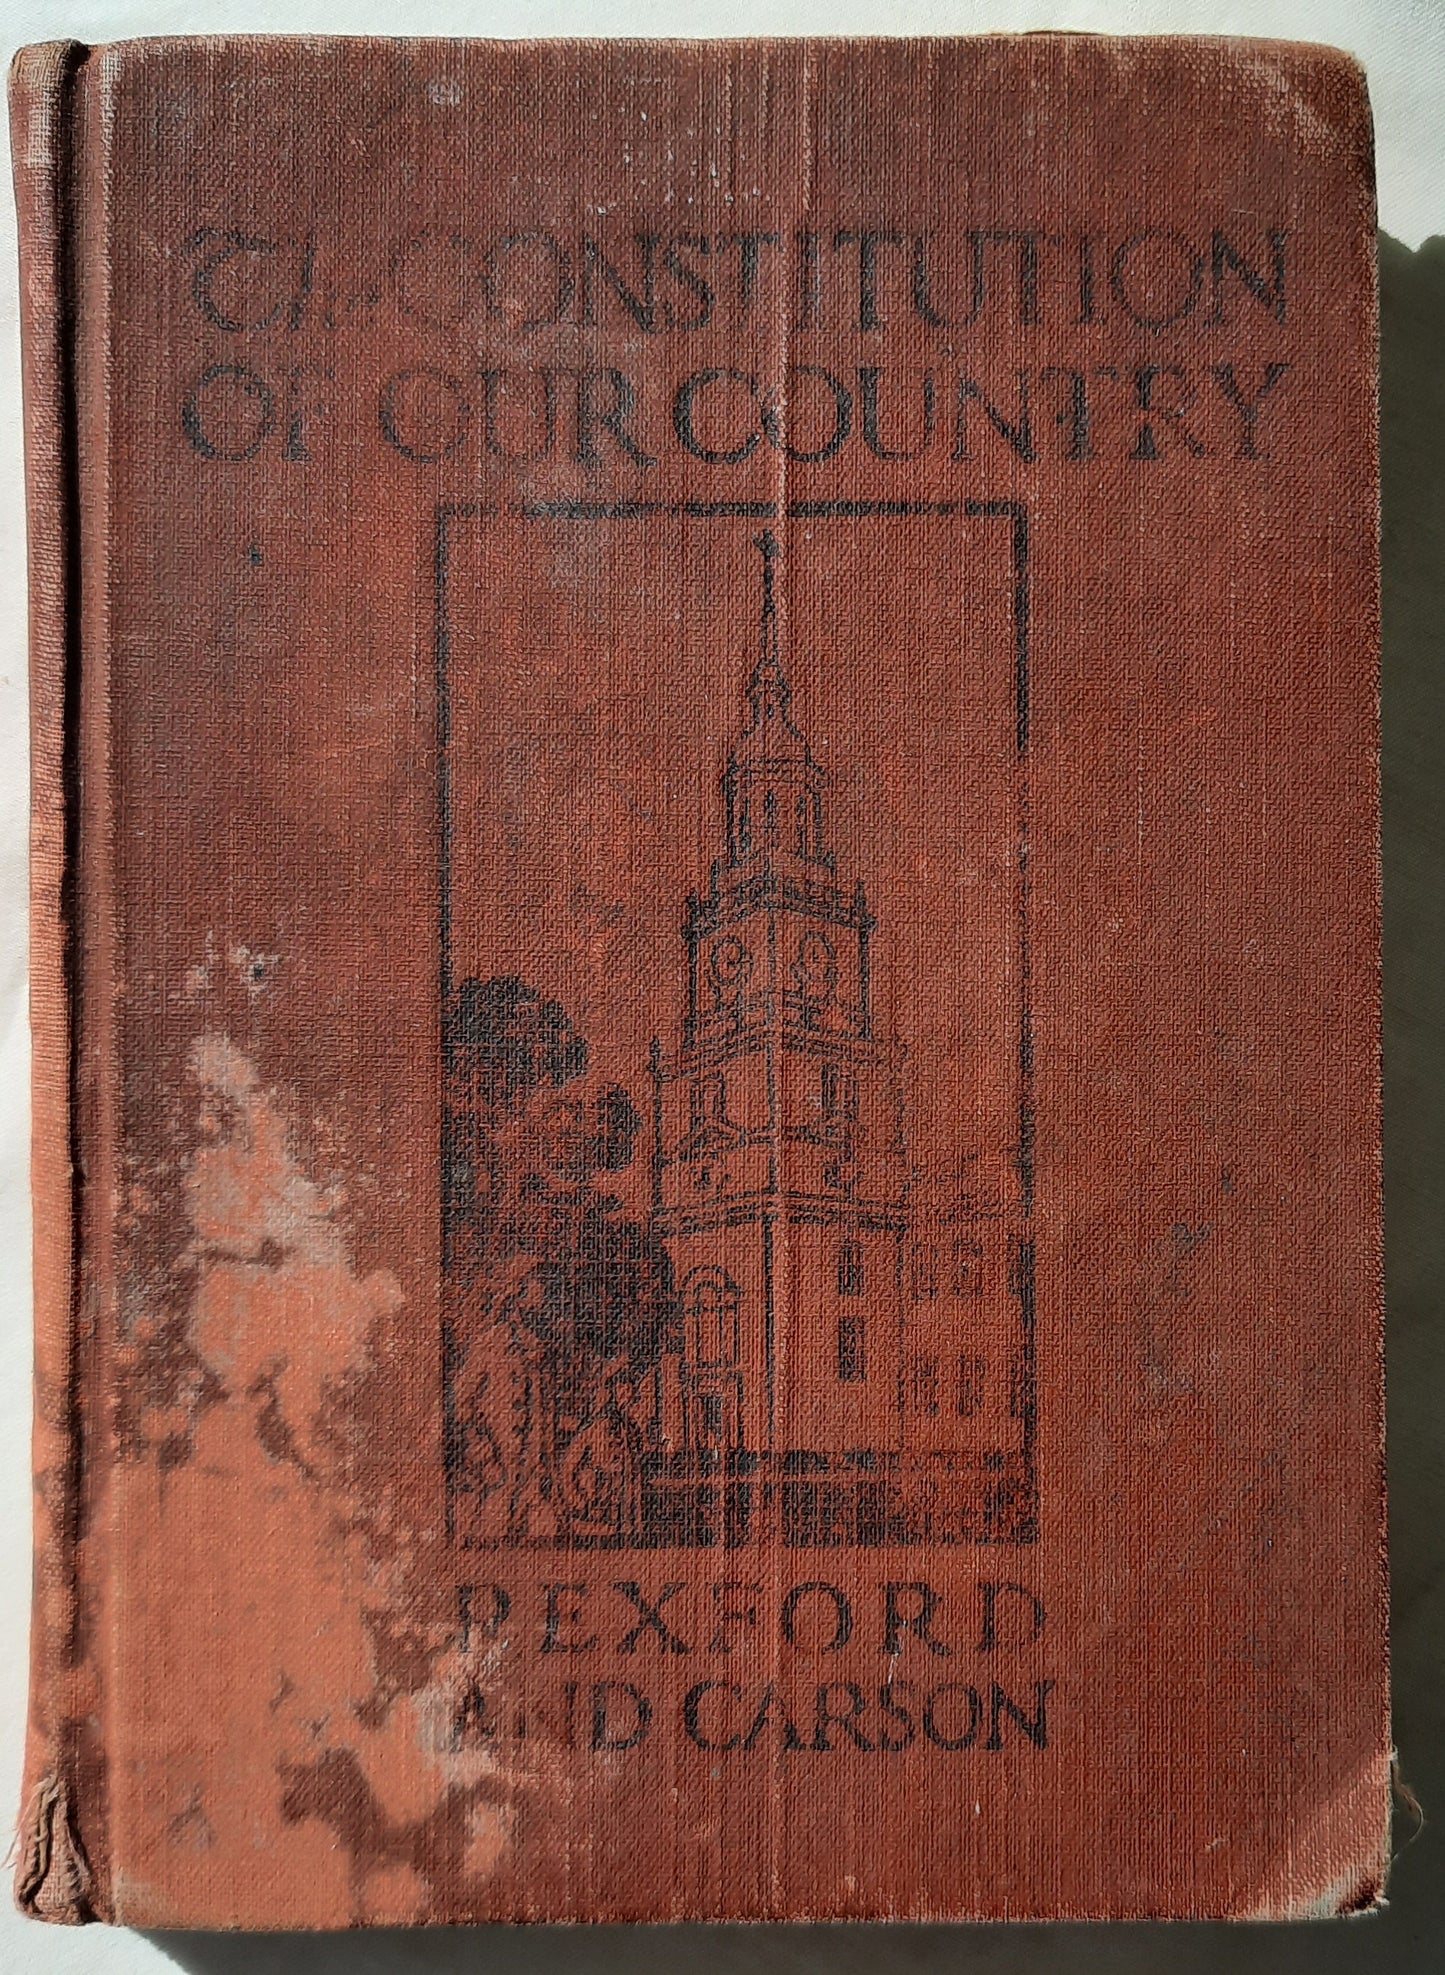 The CONSTITUTION
OF OUR COUNTRY
REXFORD
AND CARSON